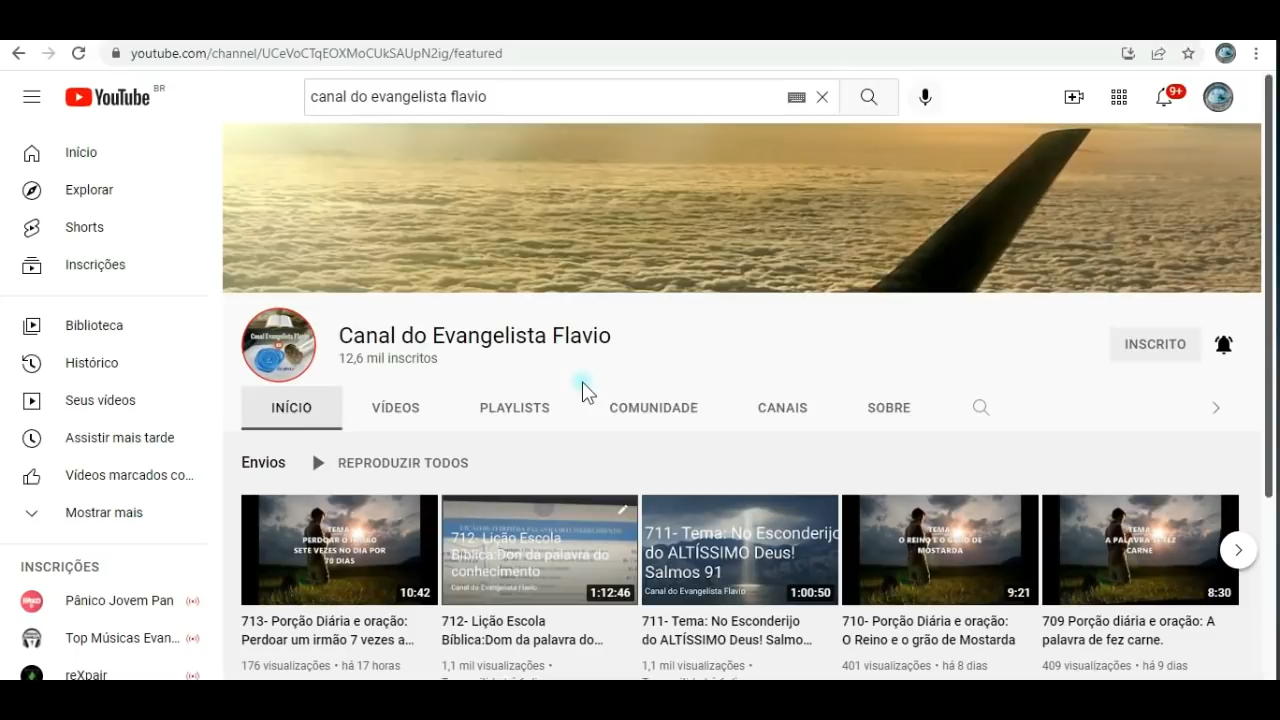 youtube.com/channel/UCeVoCTqEOXMoCUkSAUpN2ig/featured
YouTube BR
canal do evangelista flavio
9+
Início
Explorar
Shorts
Inscrições
Biblioteca
Histórico
Seus vídeos
Assistir mais tarde
Vídeos marcados co...
Mostrar mais
INSCRIÇÕES
Pânico Jovem Pan
Top Músicas Evan...
reXpair
Canal do Evangelista Flavio
12,6 mil inscritos
INSCRITO
INÍCIO VÍDEOS PLAYLISTS COMUNIDADE CANAIS SOBRE
Envios REPRODUZIR TODOS
TEMA
PERDOAR O IRMÃO
SETE VEZES NO DIA POR
70 DIAS
10:42
713- Porção Diária e oração:
Perdoar um irmão 7 vezes a...
176 visualizações • há 17 horas
712- Lição Escola
Bíblica:Dom da palavra do
conhecimento
Canal do Evangelista Flavio
1:12:46
712- Lição Escola
Bíblica:Dom da palavra do...
1,1 mil visualizações •
711- Tema: No Esconderijo
do ALTÍSSIMO Deus!
Salmos 91
Canal do Evangelista Flavio
1:00:50
711- Tema: No Esconderijo
do ALTÍSSIMO Deus! Salmo...
1,1 mil visualizações •
TEMA
O REINO E O GRÃO DE
MOSTARDA
9:21
710- Porção Diária e oração:
O Reino e o grão de Mostarda
401 visualizações • há 8 dias
TEMA
A PALAVRA SE FEZ
CARNE
8:30
709 Porção diária e oração: A
palavra de fez carne.
409 visualizações • há 9 dias